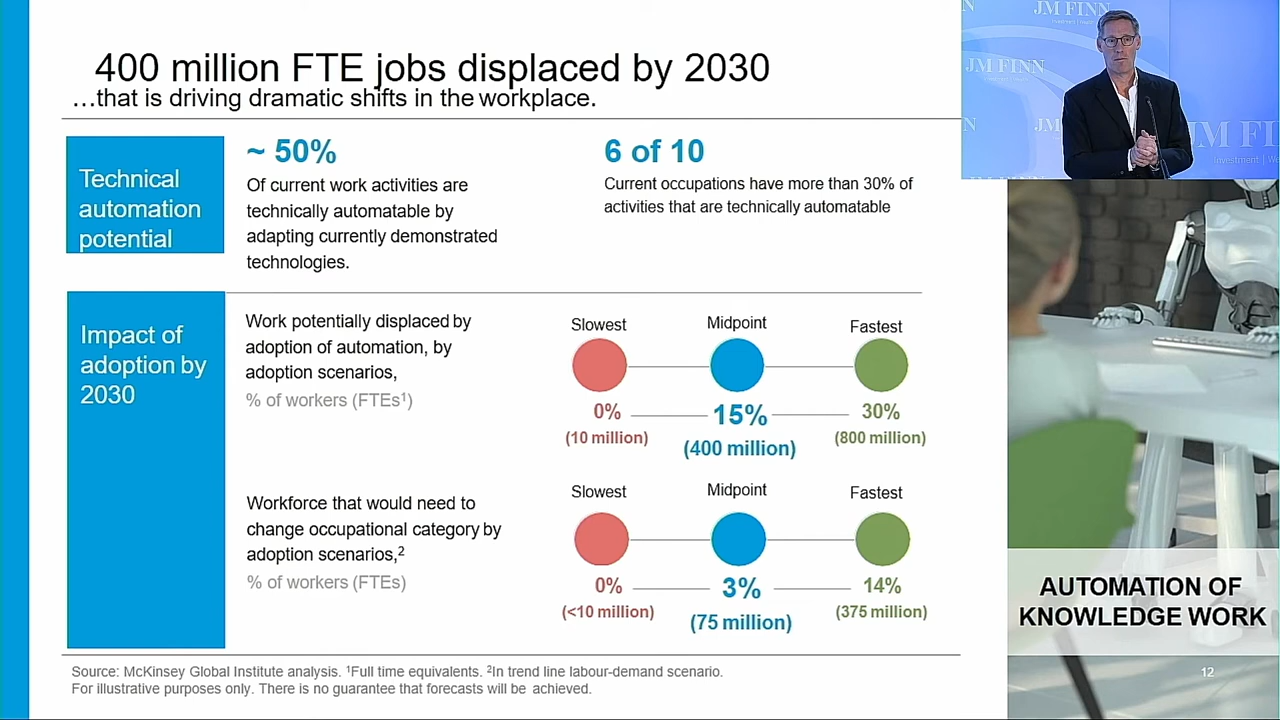 400 million FTE jobs displaced by 2030
…that is driving dramatic shifts in the workplace.
Technical
automation
potential
~ 50%
Of current work activities are
technically automatable by
adapting currently demonstrated
technologies.
6 of 10
Current occupations have more than 30% of
activities that are technically automatable
Impact of
adoption by
2030
Work potentially displaced by
adoption of automation, by
adoption scenarios,
% of workers (FTEs¹)
Slowest
Midpoint
Fastest
0%
15%
30%
(10 million)
(400 million)
(800 million)
Workforce that would need to
change occupational category by
adoption scenarios,²
% of workers (FTEs)
Slowest
Midpoint
Fastest
0%
3%
14%
(<10 million)
(75 million)
(375 million)
Source: McKinsey Global Institute analysis. ¹Full time equivalents. ²In trend line labour-demand scenario.
For illustrative purposes only. There is no guarantee that forecasts will be achieved.
JM FINN
JM FINN
JM
JM FI
Investment | We
AUTOMATION OF
KNOWLEDGE WORK
12